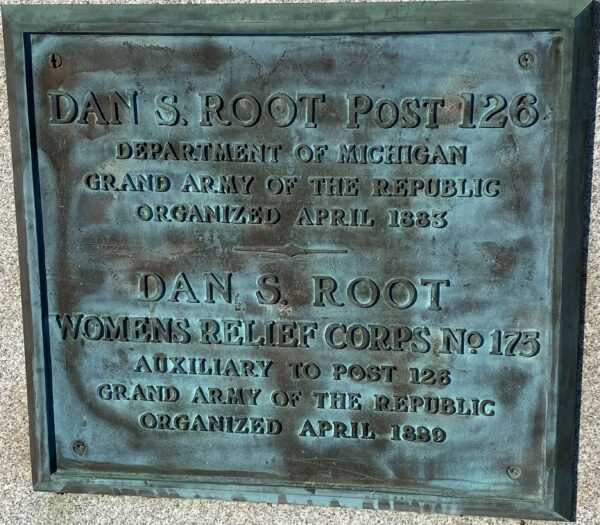 DAN S. ROOT POST 126
DEPARTMENT OF MICHIGAN
GRAND ARMY OF THE REPUBLIC
ORGANIZED APRIL 1883
DAN S. ROOT
WOMENS RELIEF CORPS NO 175
AUXILIARY TO POST 126
GRAND ARMY OF THE REPUBLIC
ORGANIZED APRIL 1889